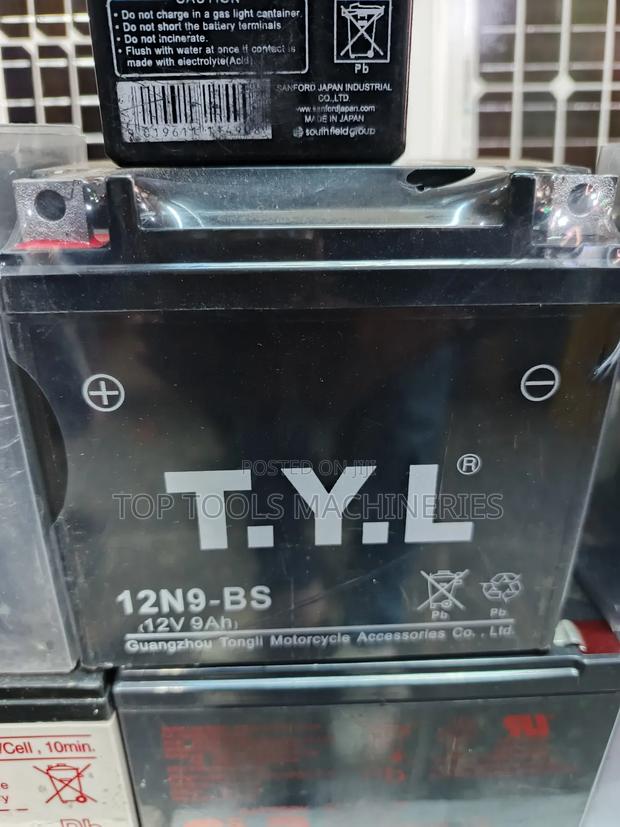 CAUTION
• Do not charge in a gas light container.
• Do not short the battery terminals
• Do not incinerate.
• Flush with water at once if contact is
made with electrolyte(Acid)
Pb
SANFORD JAPAN INDUSTRIAL
CO.,LTD.
www.sanfordjapan.com
MADE IN JAPAN
southfield group
+ −
T.Y.L®
POSTED ON JIJI
TOP TOOLS MACHINERIES
12N9-BS
(12V 9Ah)
Pb Pb
Guangzhou Tongli Motorcycle Accessories Co., Ltd.
/Cell , 10min.
Pb